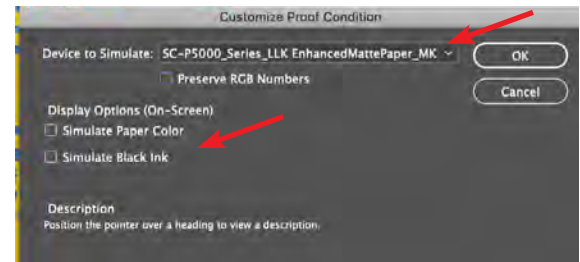 Customize Proof Condition
Device to Simulate: SC-P5000_Series_LLK EnhancedMattePaper_MK
OK
Preserve RGB Numbers
Cancel
Display Options (On-Screen)
Simulate Paper Color
Simulate Black Ink
Description
Position the pointer over a heading to view a description.